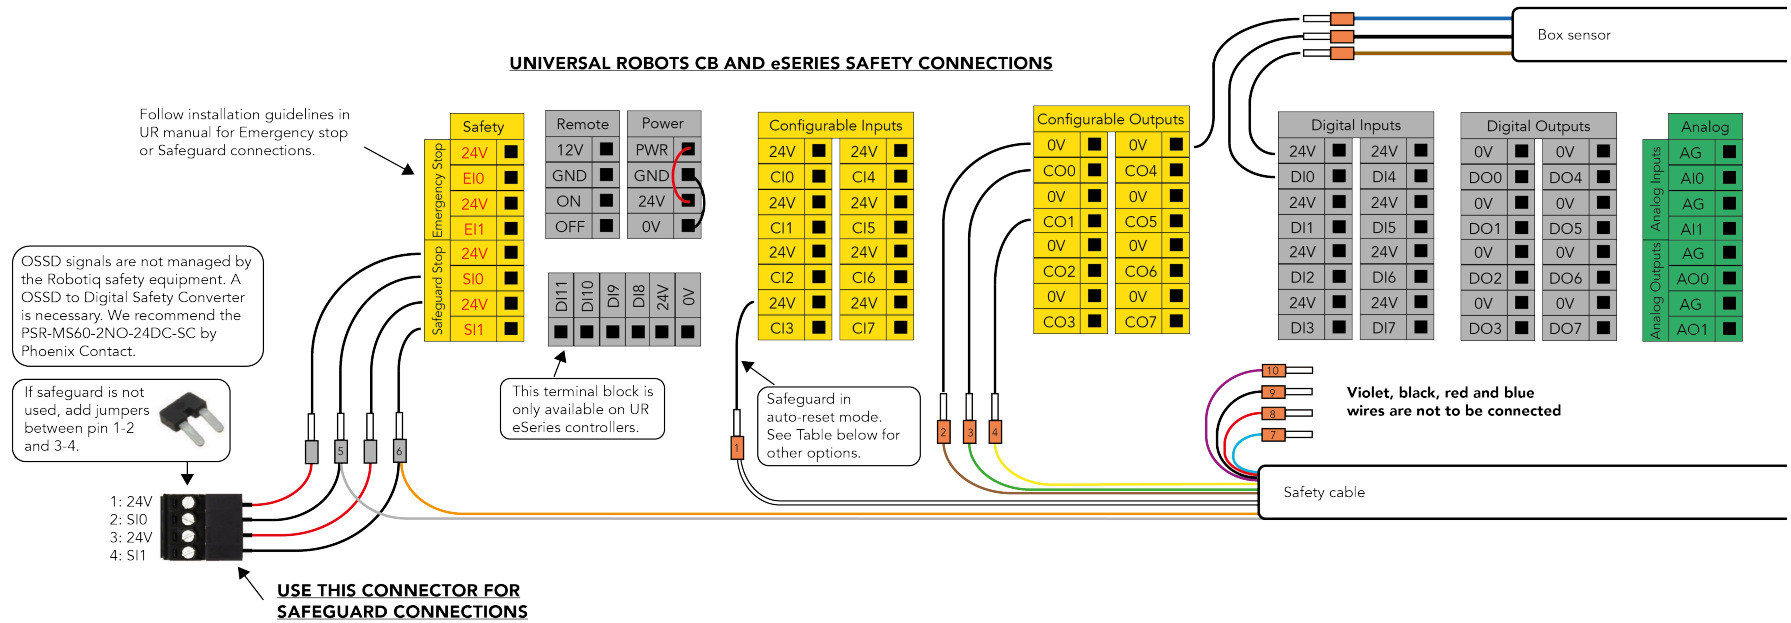 Box sensor
UNIVERSAL ROBOTS CB AND eSERIES SAFETY CONNECTIONS
Follow installation guidelines in
UR manual for Emergency stop
or Safeguard connections.
Safety
Emergency Stop
24V
EI0
24V
EI1
Safeguard Stop
24V
SI0
24V
SI1
Remote
12V
GND
ON
OFF
Power
PWR
GND
24V
0V
DI11
DI10
DI9
DI8
24V
0V
Configurable Inputs
24V 24V
CI0 CI4
24V 24V
CI1 CI5
24V 24V
CI2 CI6
24V 24V
CI3 CI7
Configurable Outputs
0V 0V
CO0 CO4
0V 0V
CO1 CO5
0V 0V
CO2 CO6
0V 0V
CO3 CO7
Digital Inputs
24V 24V
DI0 DI4
24V 24V
DI1 DI5
24V 24V
DI2 DI6
24V 24V
DI3 DI7
Digital Outputs
0V 0V
DO0 DO4
0V 0V
DO1 DO5
0V 0V
DO2 DO6
0V 0V
DO3 DO7
Analog
Analog Inputs
AG
AI0
AG
AI1
Analog Outputs
AG
AO0
AG
AO1
OSSD signals are not managed by
the Robotiq safety equipment. A
OSSD to Digital Safety Converter
is necessary. We recommend the
PSR-MS60-2NO-24DC-SC by
Phoenix Contact.
If safeguard is not
used, add jumpers
between pin 1-2
and 3-4.
This terminal block is
only available on UR
eSeries controllers.
Safeguard in
auto-reset mode.
See Table below for
other options.
5
6
1
2
3
4
10
9
8
7
Violet, black, red and blue
wires are not to be connected
Safety cable
1: 24V
2: SI0
3: 24V
4: SI1
USE THIS CONNECTOR FOR
SAFEGUARD CONNECTIONS